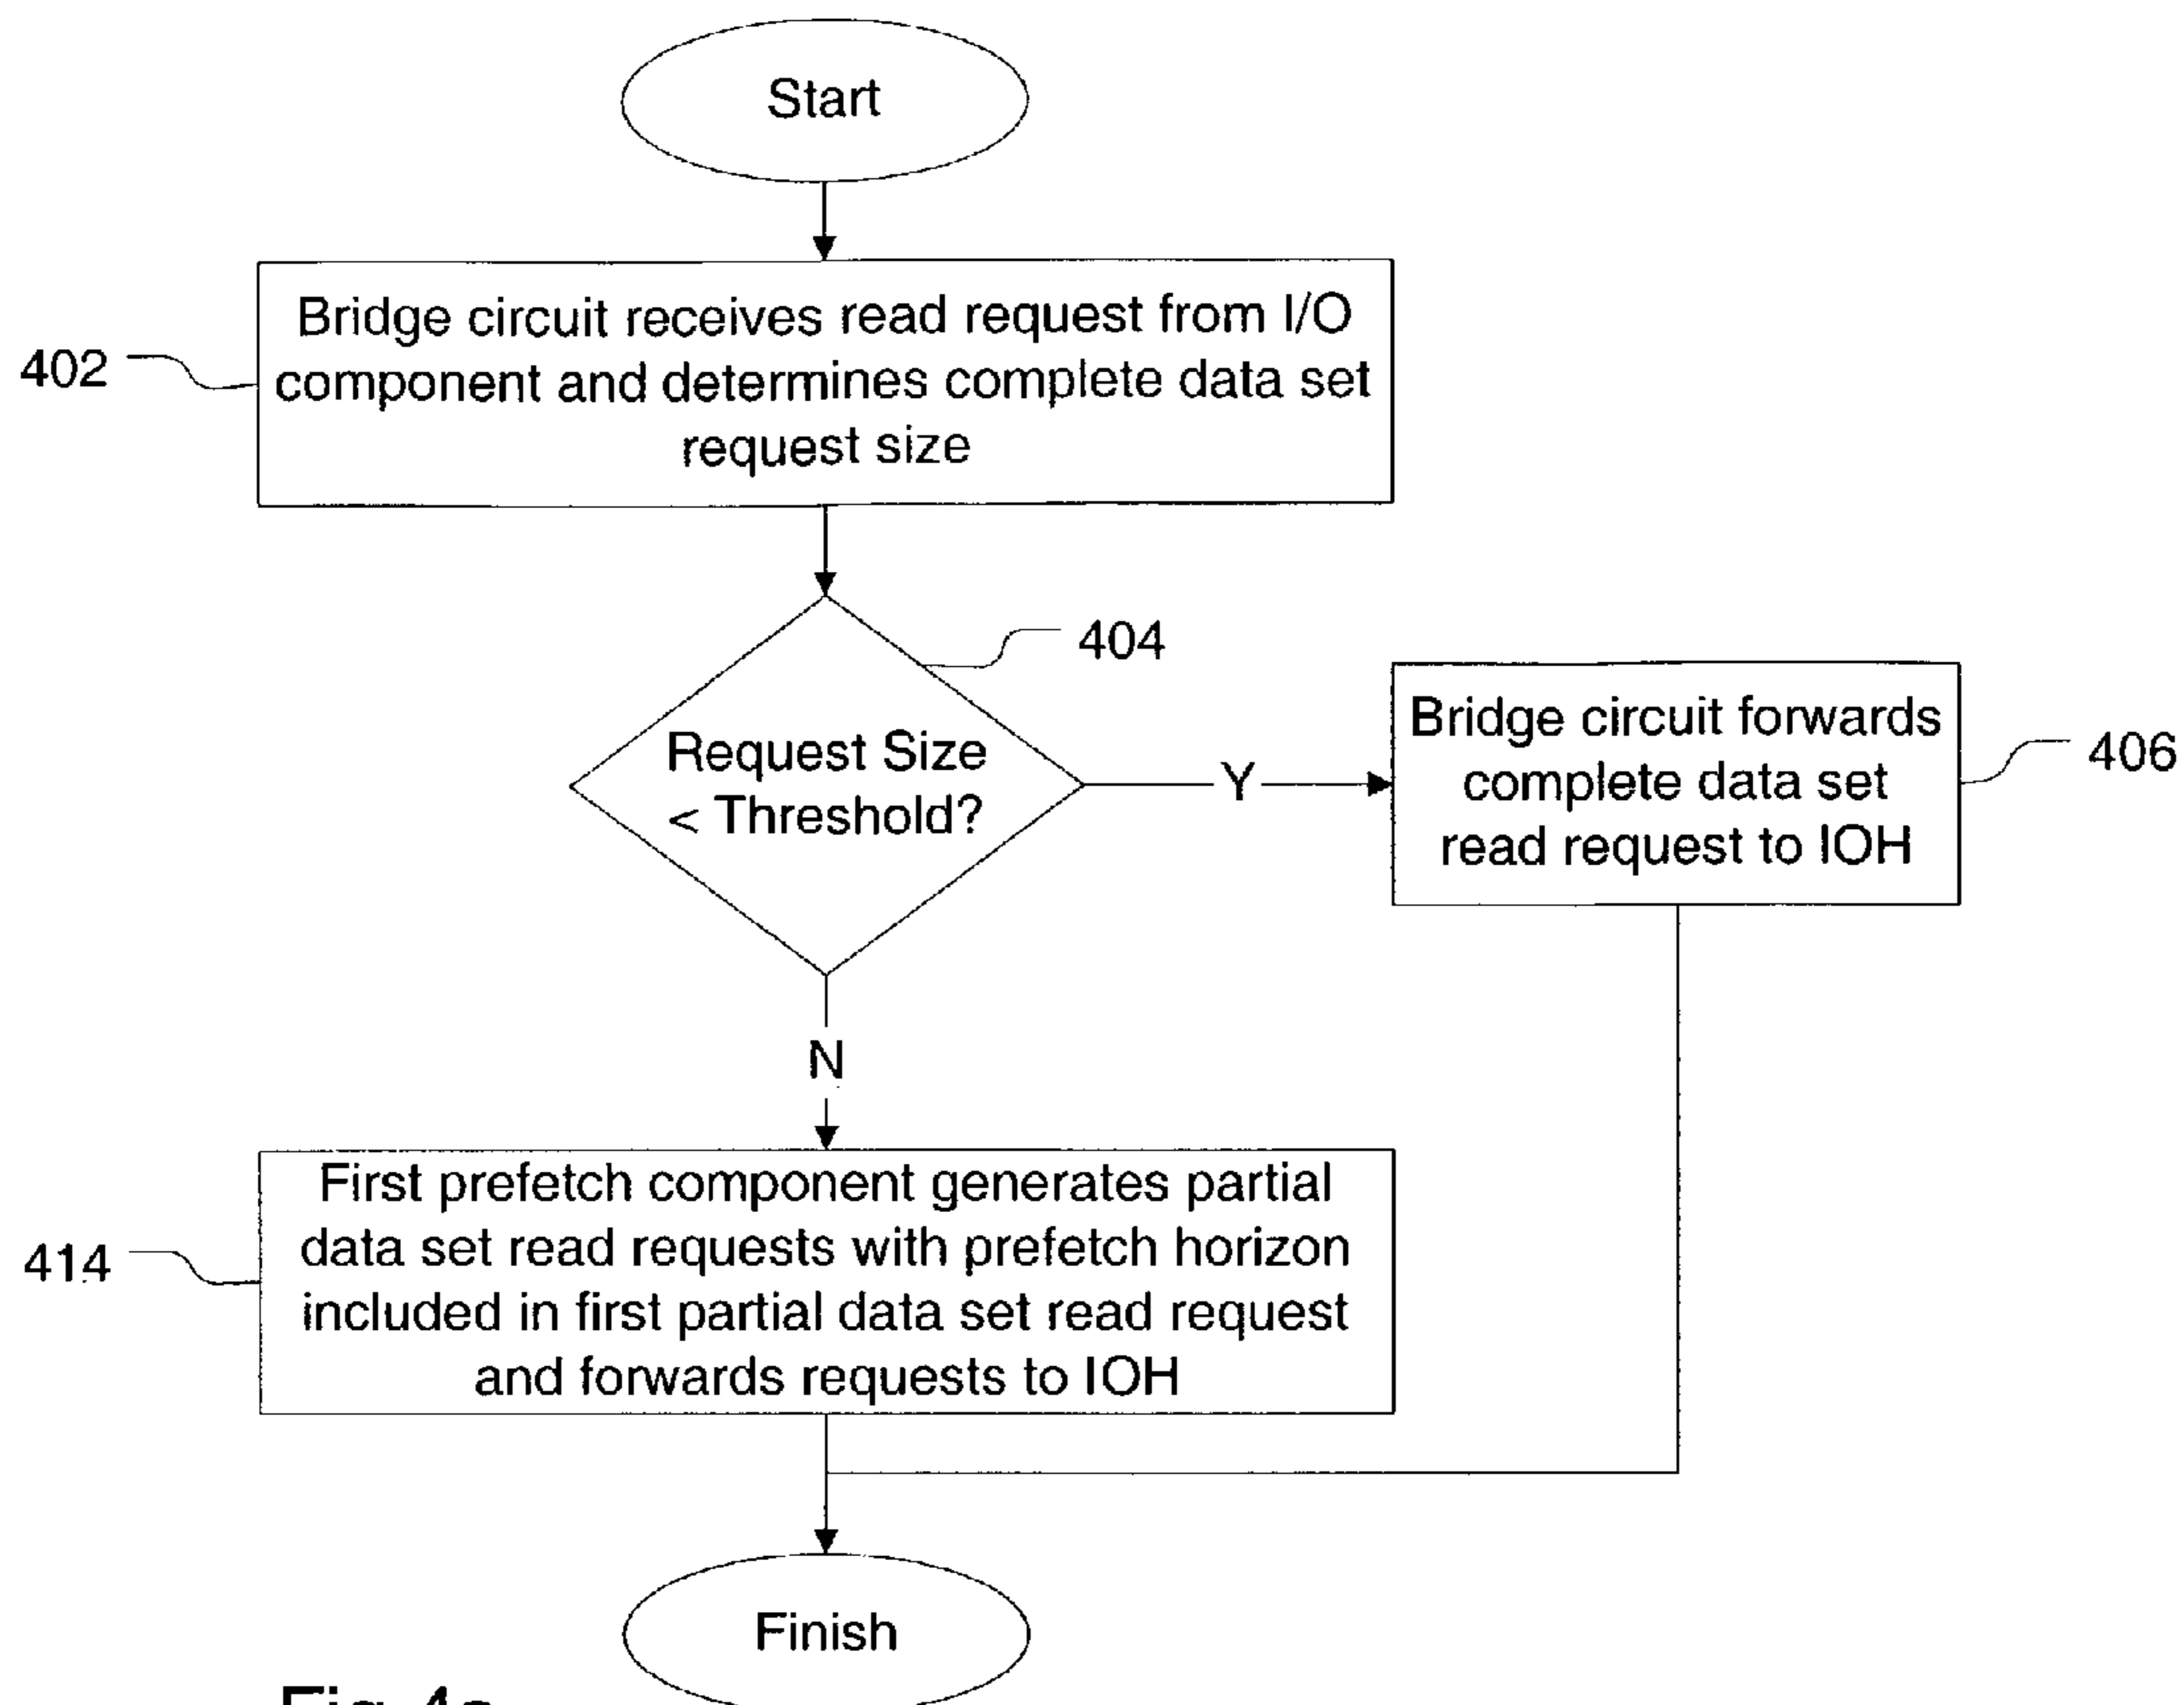 Start
Bridge circuit receives read request from I/O
component and determines complete data set
request size
402
404
Request Size
< Threshold?
Y
Bridge circuit forwards
complete data set
read request to IOH
406
N
First prefetch component generates partial
data set read requests with prefetch horizon
included in first partial data set read request
and forwards requests to IOH
414
Finish